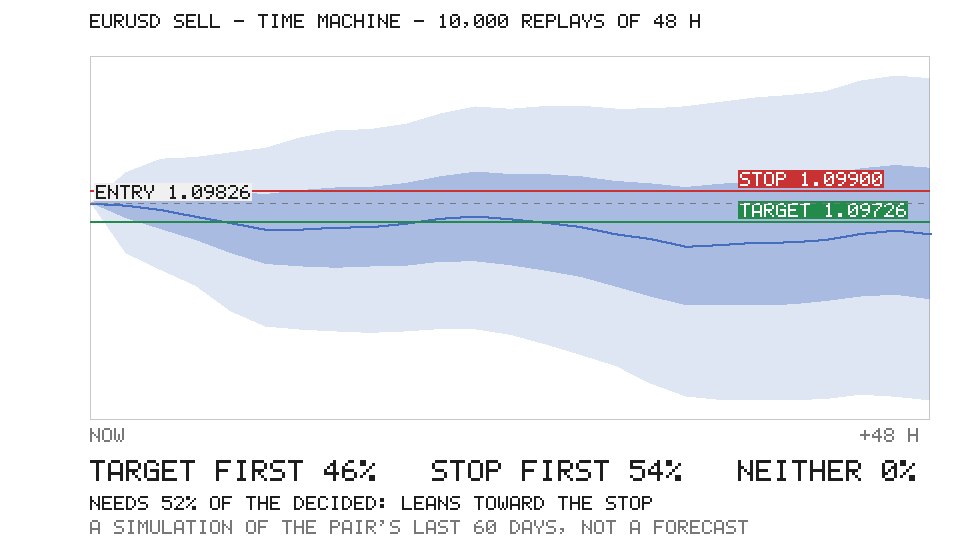 EURUSD SELL - TIME MACHINE - 10,000 REPLAYS OF 48 H
STOP 1.09900
ENTRY 1.09826
TARGET 1.09726
NOW +48 H
TARGET FIRST 46% STOP FIRST 54% NEITHER 0%
NEEDS 52% OF THE DECIDED: LEANS TOWARD THE STOP
A SIMULATION OF THE PAIR'S LAST 60 DAYS, NOT A FORECAST